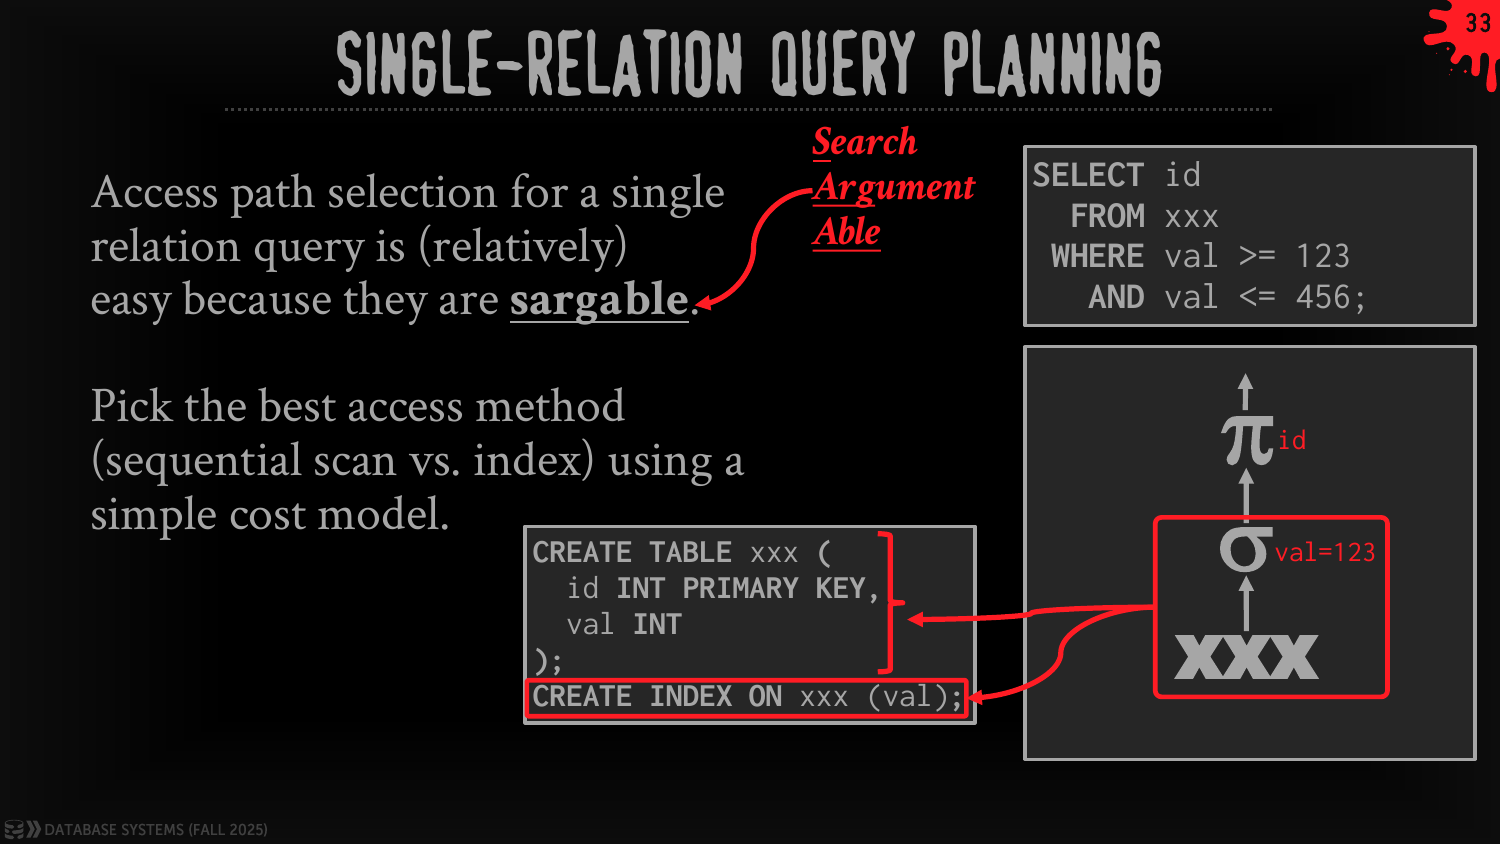 SINGLE-RELATION QUERY PLANNING
33
Access path selection for a single
relation query is (relatively)
easy because they are sargable.
Search
Argument
Able
Pick the best access method
(sequential scan vs. index) using a
simple cost model.
SELECT id
FROM xxx
WHERE val >= 123
AND val <= 456;
CREATE TABLE xxx (
id INT PRIMARY KEY,
val INT
);
CREATE INDEX ON xxx (val);
π id
σ val=123
xxx
DATABASE SYSTEMS (FALL 2025)